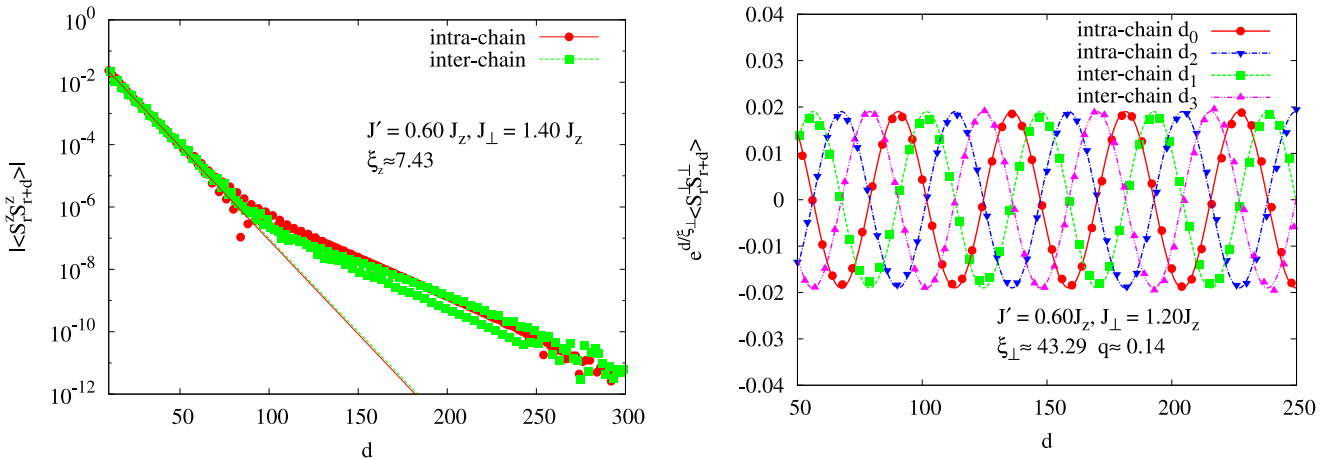 10^0
10^-2
10^-4
10^-6
10^-8
10^-10
10^-12
|<S_r^z S_{r+d}^z>|
intra-chain
inter-chain
J′ = 0.60 J_z, J_⊥ = 1.40 J_z
ξ_z≈7.43
50
100
150
200
250
300
d
0.04
0.03
0.02
0.01
0
-0.01
-0.02
-0.03
-0.04
e^{d/ξ_⊥}<S_r^⊥ S_{r+d}^⊥>
intra-chain d_0
intra-chain d_2
inter-chain d_1
inter-chain d_3
J′ = 0.60J_z, J_⊥ = 1.20J_z
ξ_⊥≈ 43.29 q≈ 0.14
50
100
150
200
250
d